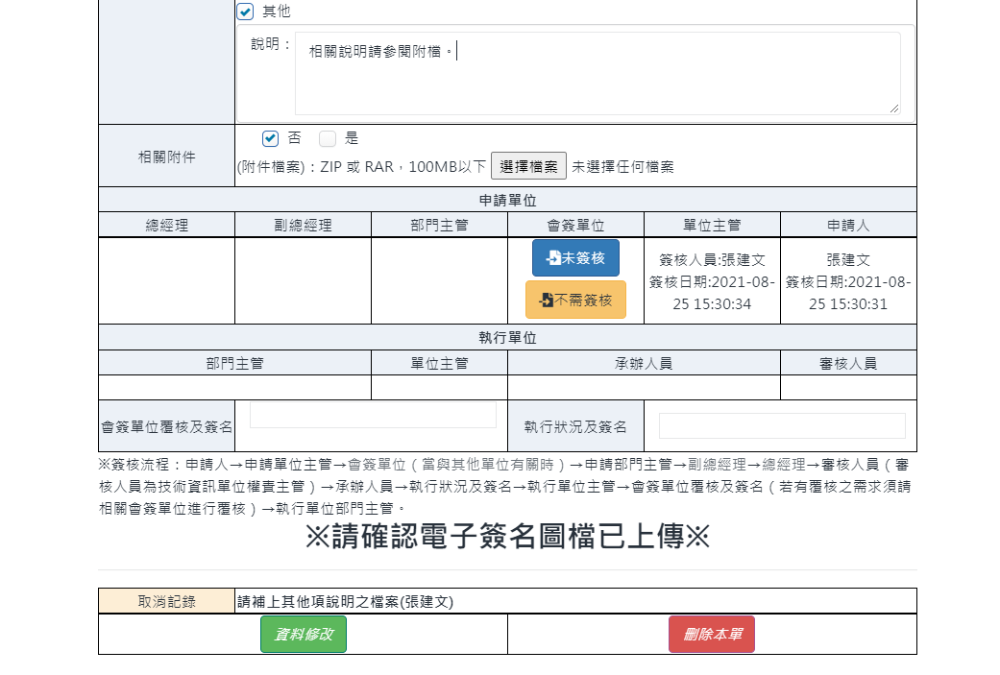 其他
說明：
相關說明請參閱附檔。
相關附件
否 是
(附件檔案)：ZIP 或 RAR，100MB以下 選擇檔案 未選擇任何檔案
申請單位
總經理 副總經理 部門主管 會簽單位 單位主管 申請人
未簽核
不需簽核
簽核人員:張建文
簽核日期:2021-08-
25 15:30:34
張建文
簽核日期:2021-08-
25 15:30:31
執行單位
部門主管 單位主管 承辦人員 審核人員
會簽單位覆核及簽名 執行狀況及簽名
※簽核流程：申請人→申請單位主管→會簽單位（當與其他單位有關時）→申請部門主管→副總經理→總經理→審核人員（審
核人員為技術資訊單位權責主管）→承辦人員→執行狀況及簽名→執行單位主管→會簽單位覆核及簽名（若有覆核之需求須請
相關會簽單位進行覆核）→執行單位部門主管。
※請確認電子簽名圖檔已上傳※
取消記錄 請補上其他項說明之檔案(張建文)
資料修改 刪除本單